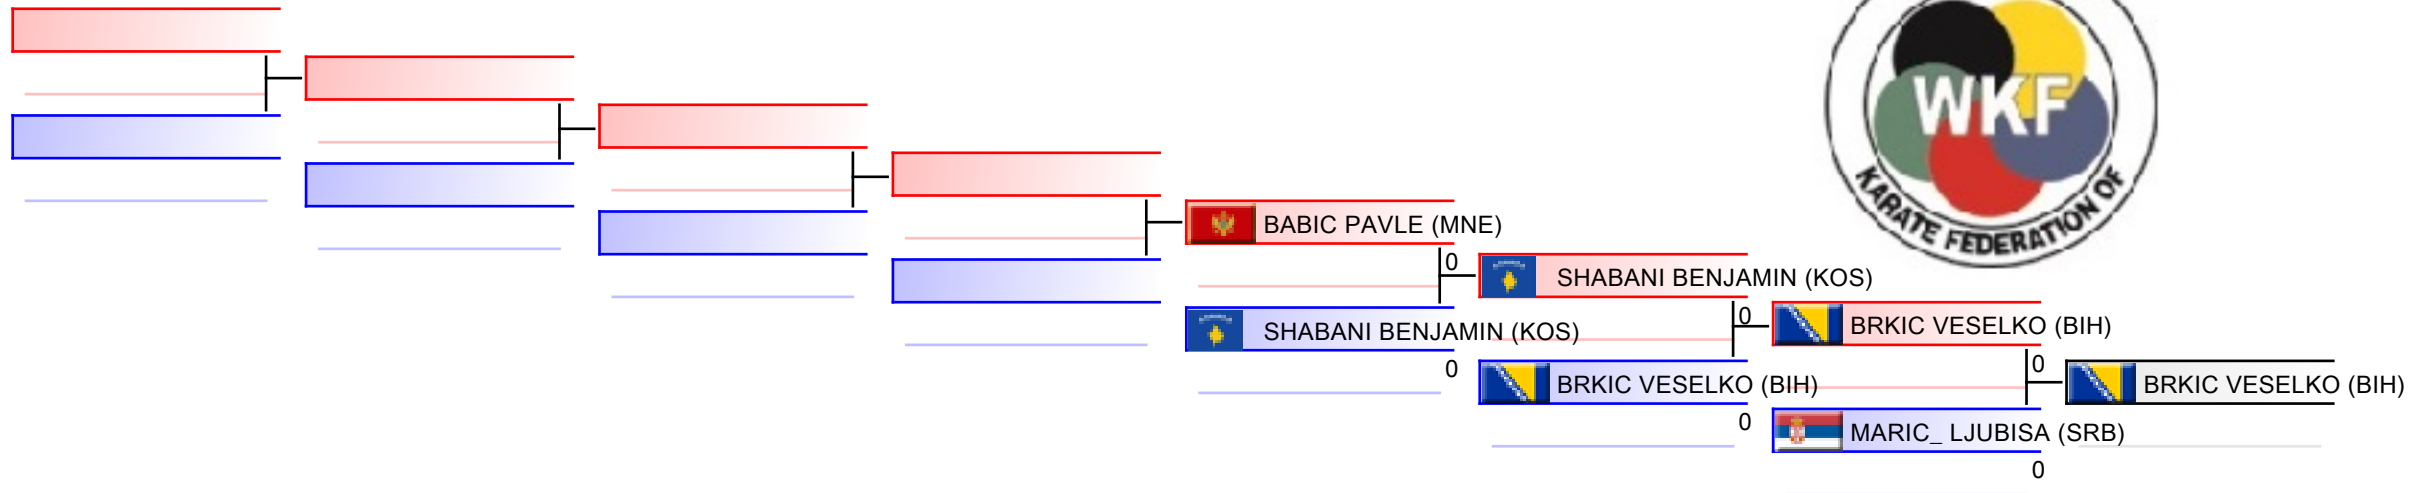 WKF
KARATE FEDERATION OF
BABIC PAVLE (MNE)
0
SHABANI BENJAMIN (KOS)
SHABANI BENJAMIN (KOS)
0
0
BRKIC VESELKO (BIH)
BRKIC VESELKO (BIH)
0
0
BRKIC VESELKO (BIH)
MARIC_ LJUBISA (SRB)
0